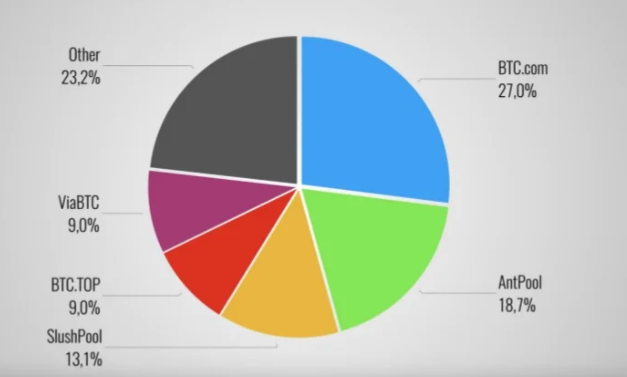 Other
23,2%
BTC.com
27,0%
ViaBTC
9,0%
AntPool
18,7%
BTC.TOP
9,0%
SlushPool
13,1%